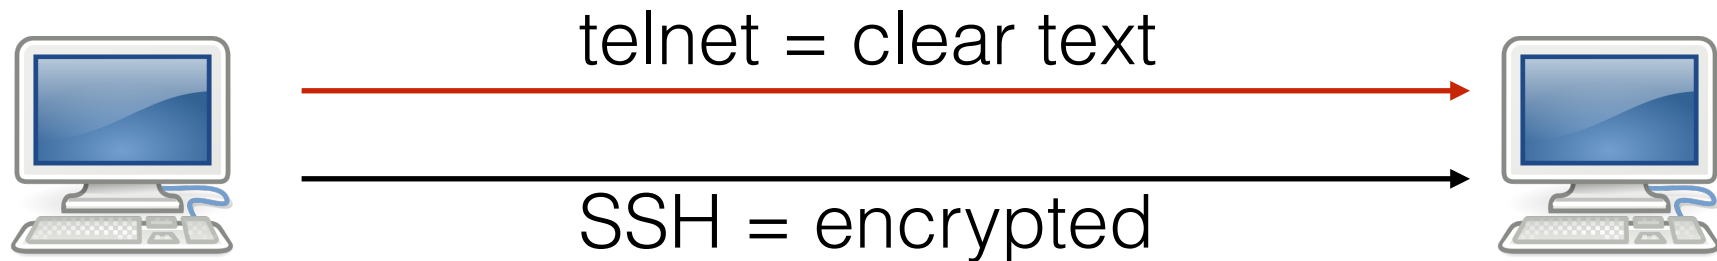 telnet = clear text
SSH = encrypted